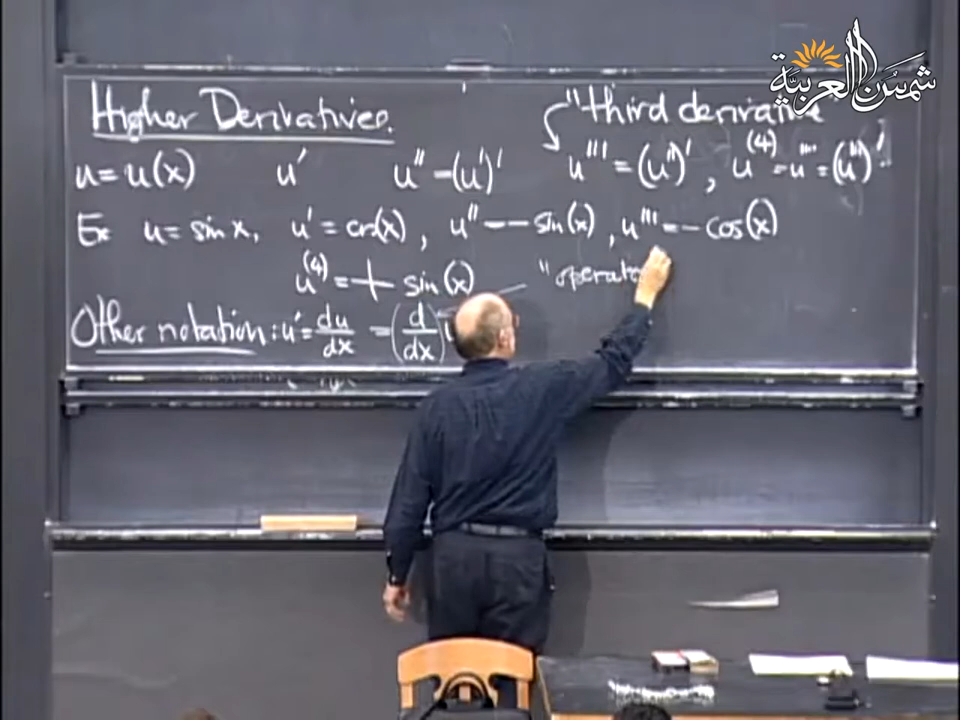 شمس العربية
Higher Derivatives.
"third derivative"
u = u(x) u' u'' = (u')' u''' = (u'')', u⁽⁴⁾ = u'''' = (u''')'
Ex u = sin x, u' = cos(x), u'' = - sin(x), u''' = - cos(x)
u⁽⁴⁾ = + sin(x) "operato
Other notation: u' = du/dx = (d/dx) u